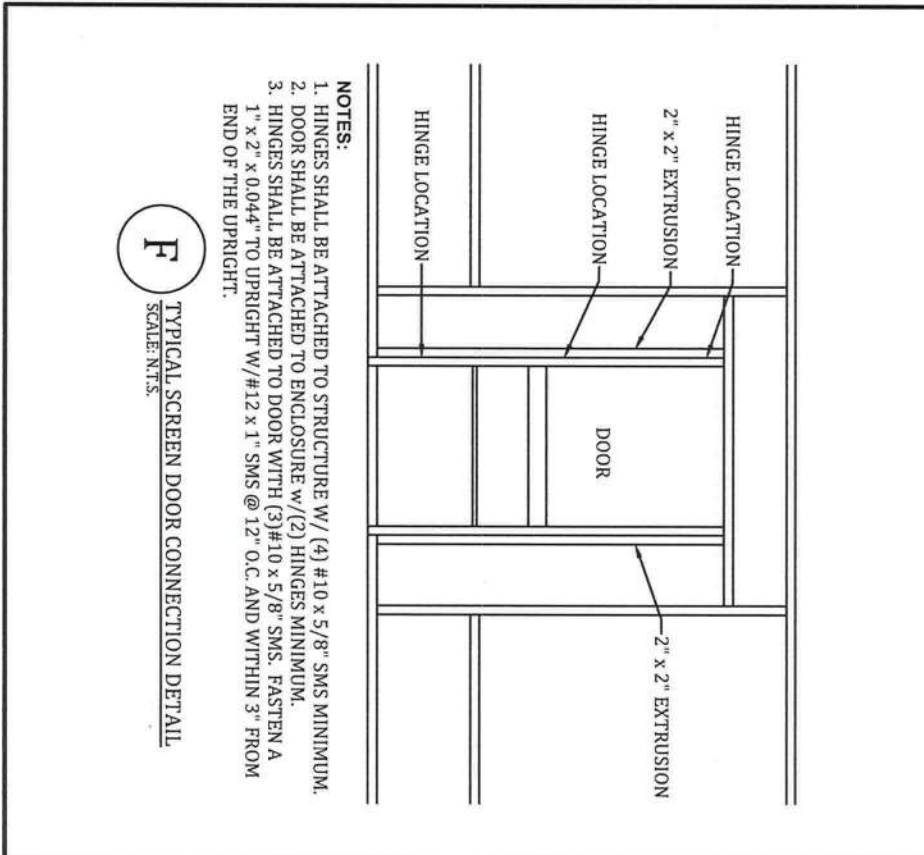 HINGE LOCATION
2" x 2" EXTRUSION
HINGE LOCATION
HINGE LOCATION
DOOR
2" x 2" EXTRUSION
NOTES:
1. HINGES SHALL BE ATTACHED TO STRUCTURE W/ (4) #10 x 5/8" SMS MINIMUM.
2. DOOR SHALL BE ATTACHED TO ENCLOSURE w/(2) HINGES MINIMUM.
3. HINGES SHALL BE ATTACHED TO DOOR WITH (3)#10 x 5/8" SMS. FASTEN A
1" x 2" x 0.044" TO UPRIGHT W/#12 x 1" SMS @ 12" O.C. AND WITHIN 3" FROM
END OF THE UPRIGHT.
F
TYPICAL SCREEN DOOR CONNECTION DETAIL
SCALE: N.T.S.